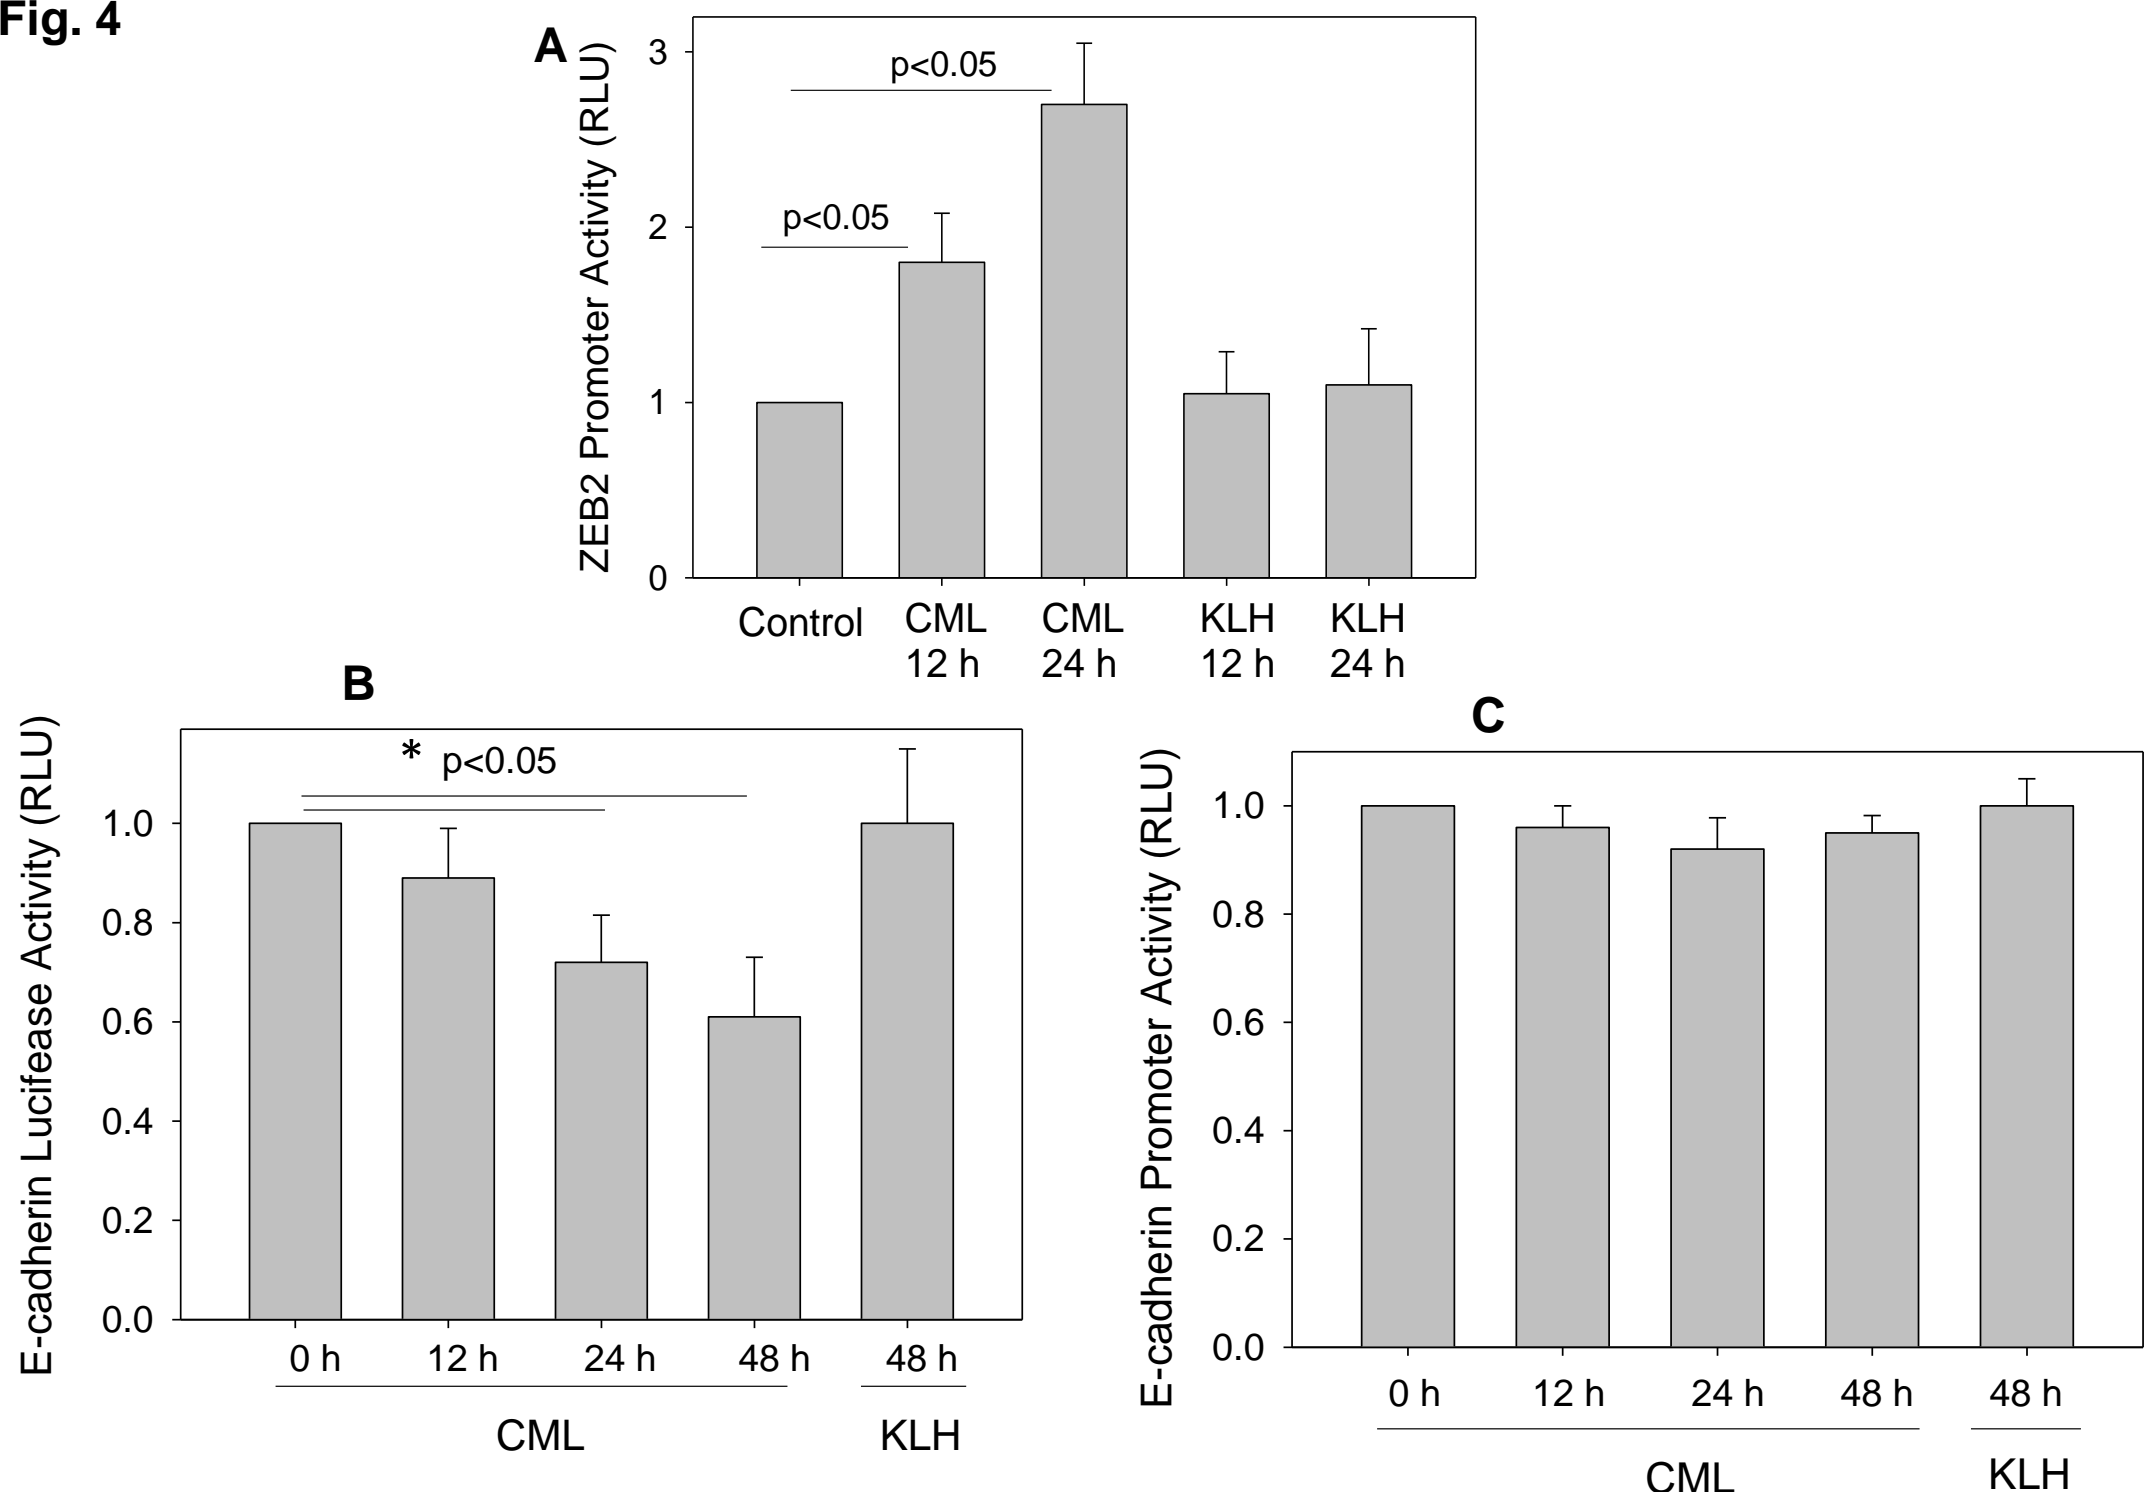 Fig. 4
A
ZEB2 Promoter Activity (RLU)
3
2
1
0
p<0.05
p<0.05
Control
CML
12 h
CML
24 h
KLH
12 h
KLH
24 h
B
E-cadherin Lucifease Activity (RLU)
* p<0.05
1.0
0.8
0.6
0.4
0.2
0.0
0 h 12 h 24 h 48 h 48 h
CML KLH
C
E-cadherin Promoter Activity (RLU)
1.0
0.8
0.6
0.4
0.2
0.0
0 h 12 h 24 h 48 h 48 h
CML KLH